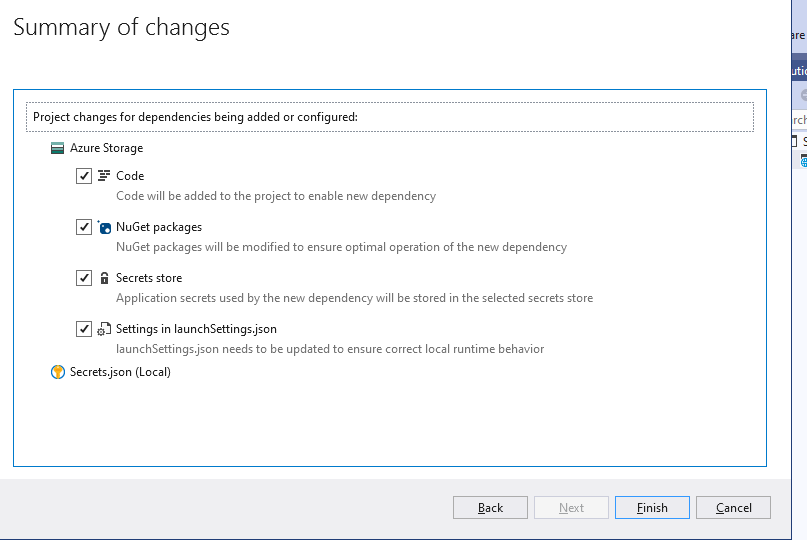 Summary of changes
Project changes for dependencies being added or configured:
Azure Storage
Code
Code will be added to the project to enable new dependency
NuGet packages
NuGet packages will be modified to ensure optimal operation of the new dependency
Secrets store
Application secrets used by the new dependency will be stored in the selected secrets store
Settings in launchSettings.json
launchSettings.json needs to be updated to ensure correct local runtime behavior
Secrets.json (Local)
Back
Next
Finish
Cancel